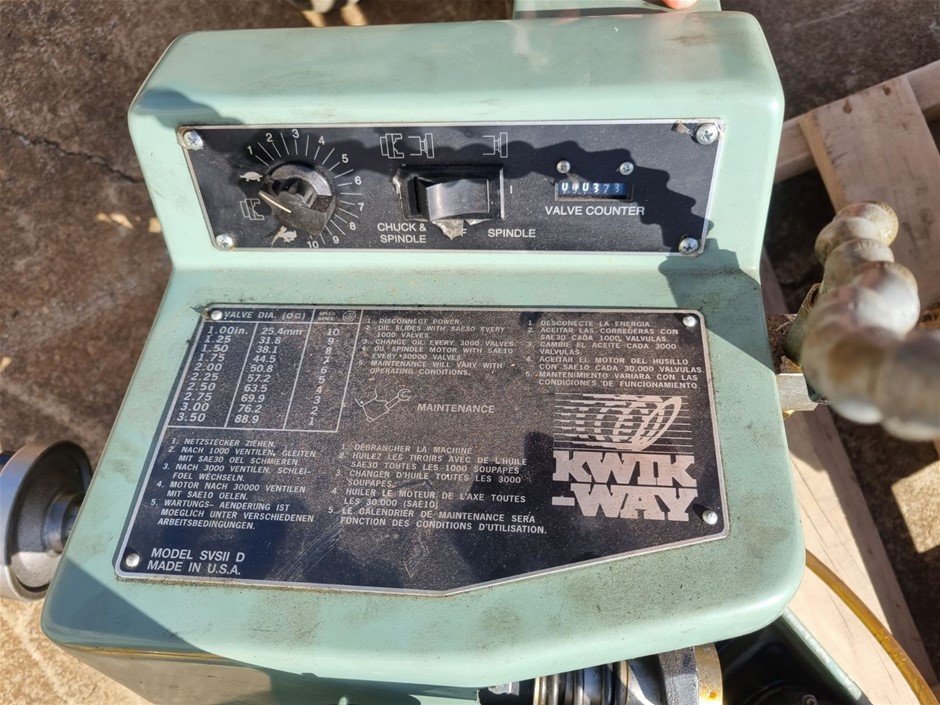 1 2 3 4 5 6 7 8 9 10
CHUCK & SPINDLE
OFF
SPINDLE
I
373
VALVE COUNTER
VALVE DIA. (ØC) SPEED
1.00in. 25.4mm 10
1.25 31.8 9
1.50 38.1 8
1.75 44.5 7
2.00 50.8 6
2.25 57.2 5
2.50 63.5 4
2.75 69.9 3
3.00 76.2 2
3.50 88.9 1
1. DISCONNECT POWER.
2. OIL SLIDES WITH SAE30 EVERY
1000 VALVES.
3. CHANGE OIL EVERY 3000 VALVES.
4. OIL SPINDLE MOTOR WITH SAE10
EVERY 30000 VALVES.
5. MAINTENANCE WILL VARY WITH
OPERATING CONDITIONS.
1. DESCONECTE LA ENERGIA.
2. ACEITAR LAS CORREDERAS CON
SAE30 CADA 1000 VALVULAS.
3. CAMBIE EL ACEITE CADA 3000
VALVULAS.
4. ACEITAR EL MOTOR DEL HUSILLO
CON SAE10 CADA 30.000 VALVULAS
5. MANTENIMIENTO VARIARA CON LAS
CONDICIONES DE FUNCIONAMIENTO
MAINTENANCE
1. NETZSTECKER ZIEHEN.
2. NACH 1000 VENTILEN, GLEITEN
MIT SAE30 OEL SCHMIEREN.
3. NACH 3000 VENTILEN, SCHLEI-
FOEL WECHSELN.
4. MOTOR NACH 30000 VENTILEN
MIT SAE10 OELEN.
5. WARTUNGS- AENDERUNG IST
MOEGLICH UNTER VERSCHIEDENEN
ARBEITSBEDINGUNGEN.
1. DEBRANCHER LA MACHINE
2. HUILEZ LES TIROIRS AVEC DE L'HUILE
SAE30 TOUTES LES 1000 SOUPAPES
3. CHANGER D'HUILE TOUTES LES 3000
SOUPAPES.
4. HUILER LE MOTEUR DE L'AXE TOUTES
LES 30.000 (SAE10)
5. LE CALENDRIER DE MAINTENANCE SERA
FONCTION DES CONDITIONS D'UTILISATION.
KWIK
-WAY
MODEL SVSII D
MADE IN U.S.A.